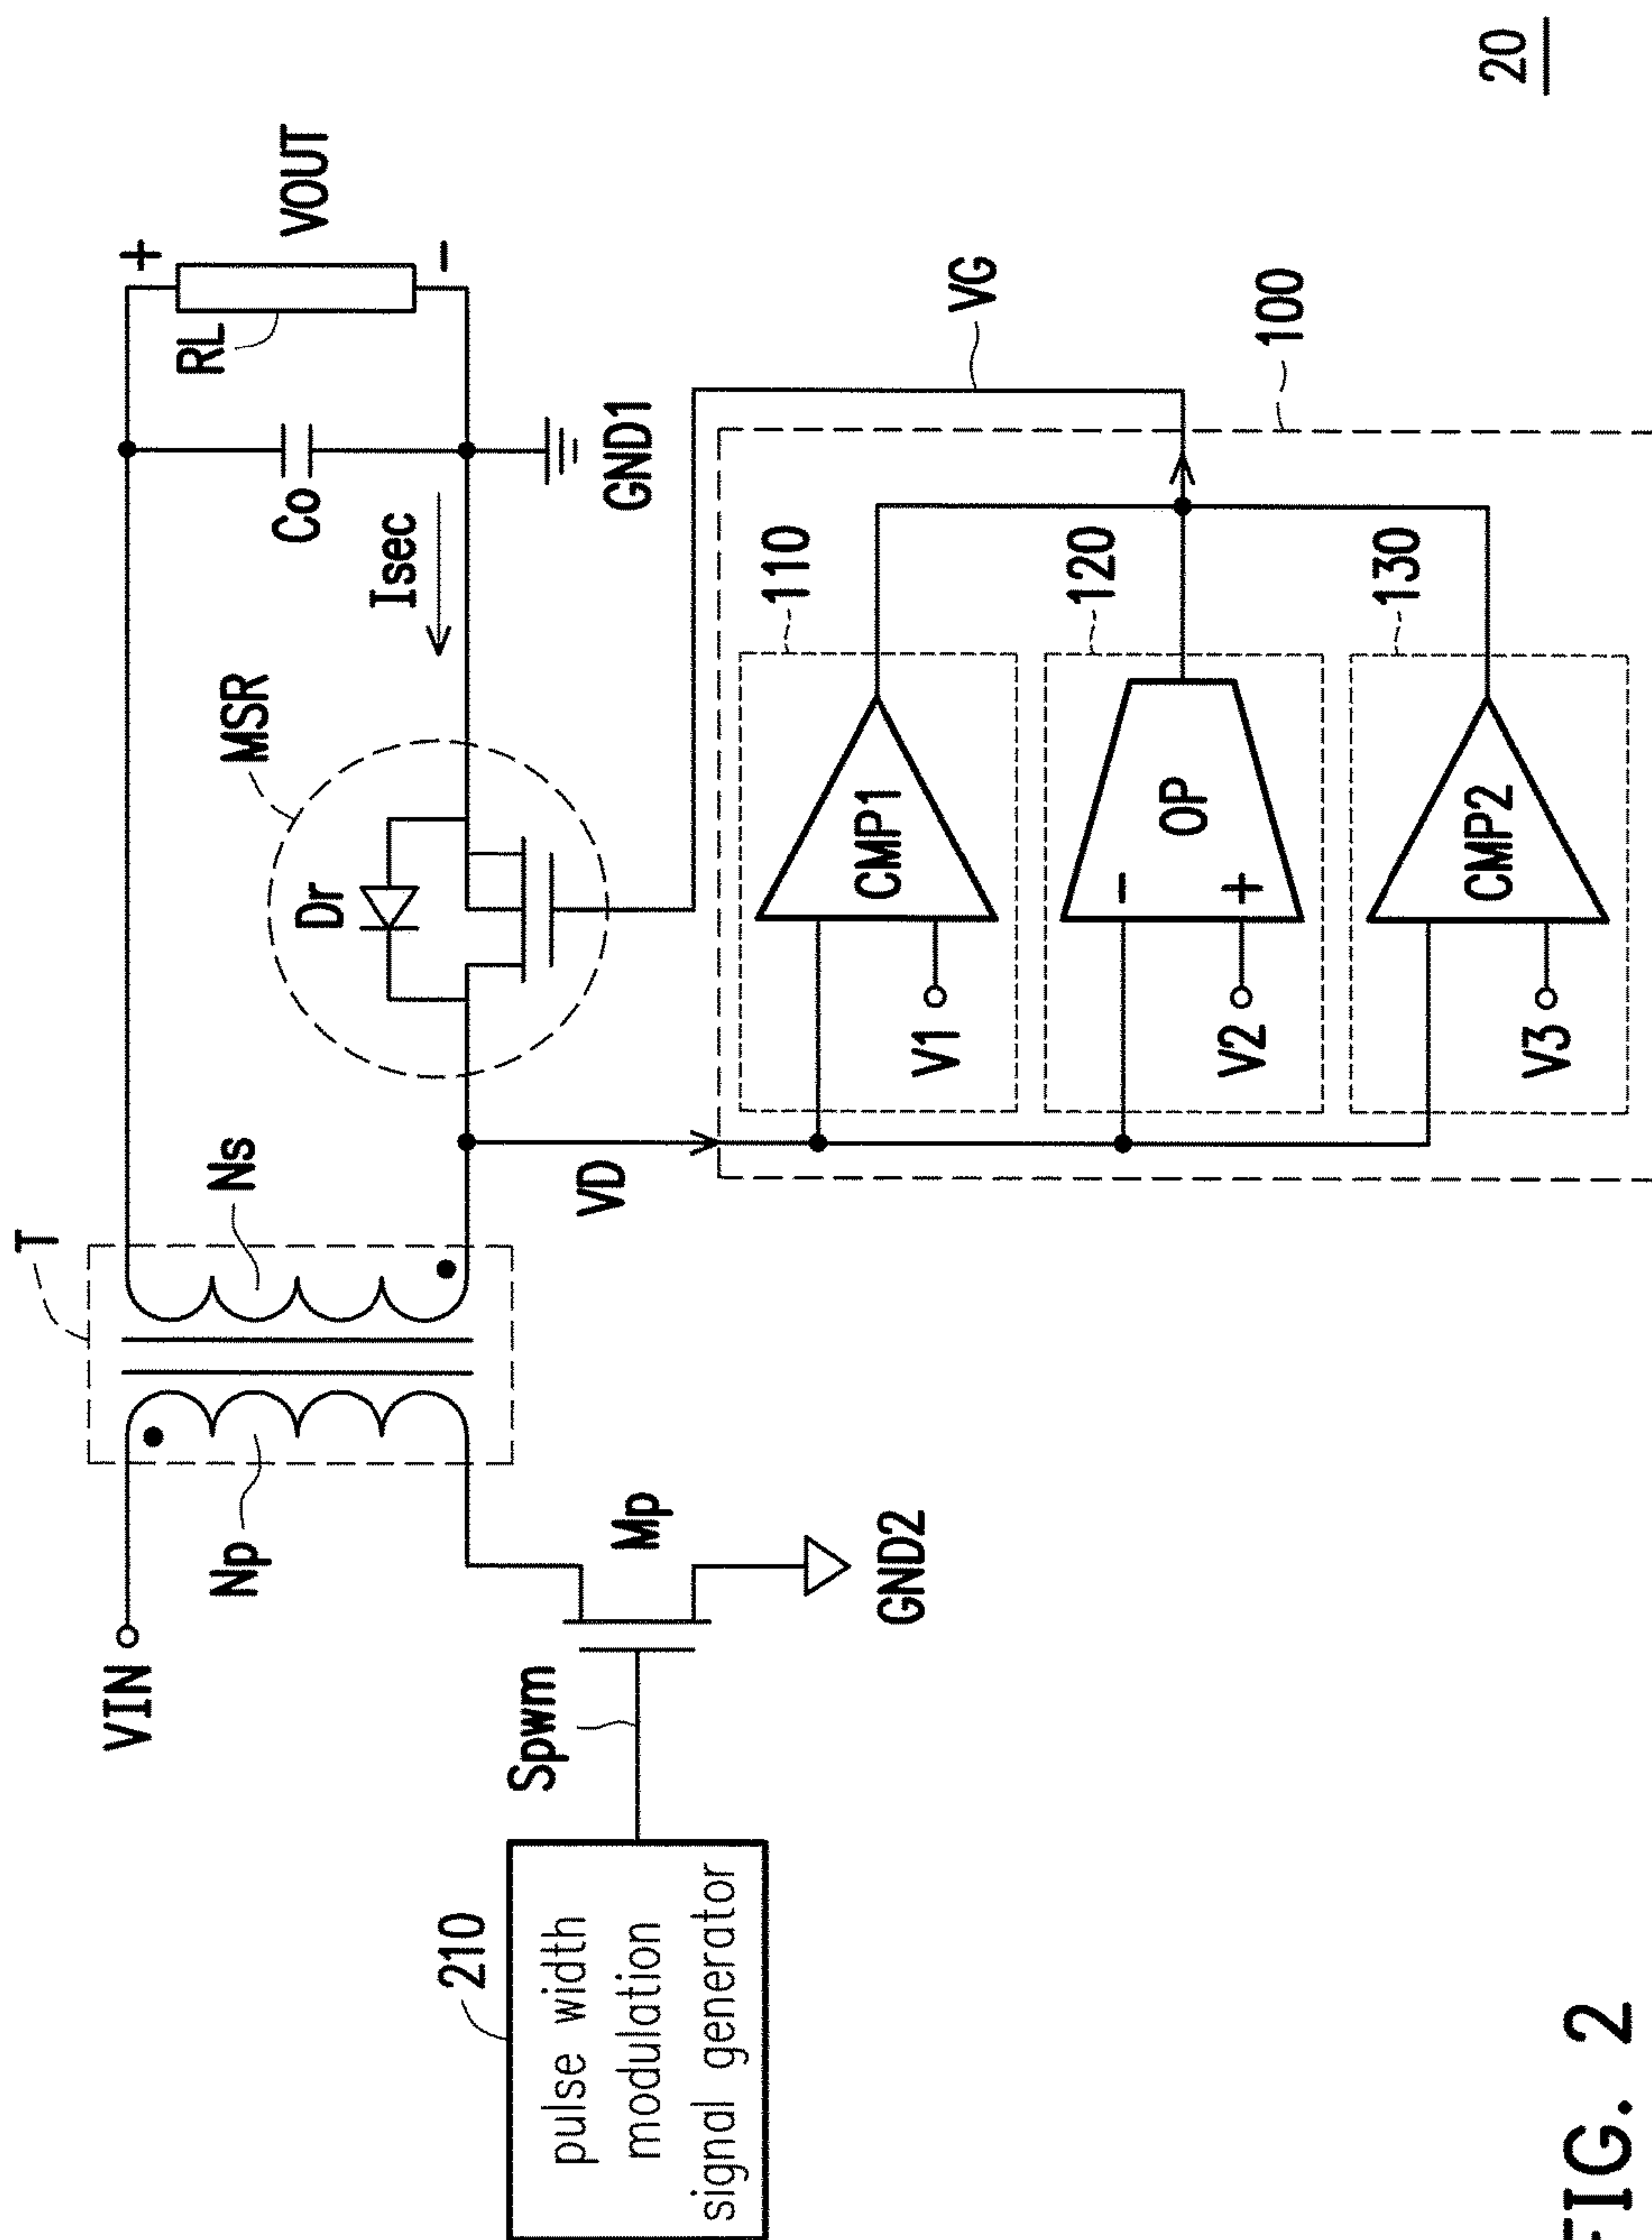 20
T
Np
Ns
VIN
MSR
Dr
Isec
Co
RL
+
VOUT
−
GND1
210
pulse width
modulation
signal generator
Spwm
Mp
GND2
VD
VG
100
110
CMP1
V1
120
−
OP
+
V2
130
CMP2
V3
FIG. 2